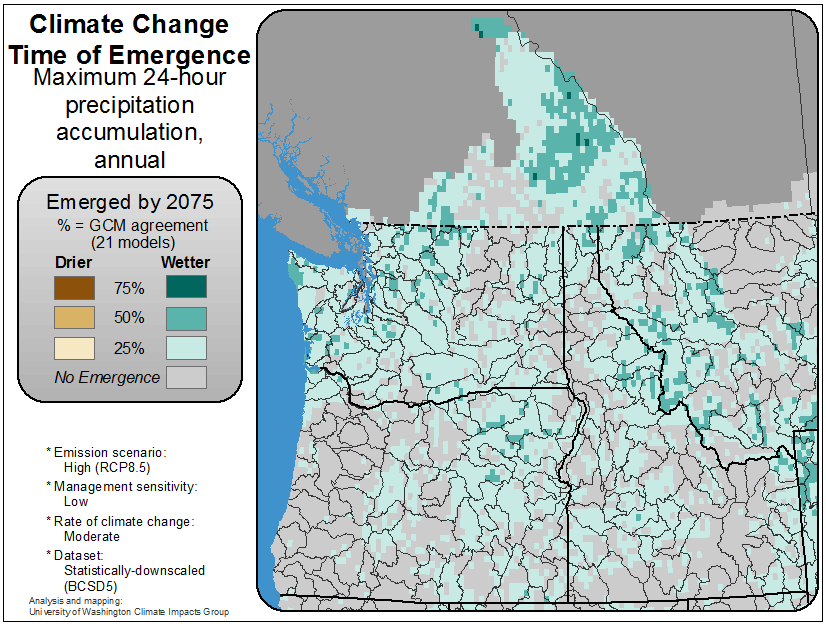 Climate Change
Time of Emergence
Maximum 24-hour
precipitation
accumulation,
annual
Emerged by 2075
% = GCM agreement
(21 models)
Drier Wetter
75%
50%
25%
No Emergence
* Emission scenario:
High (RCP8.5)
* Management sensitivity:
Low
* Rate of climate change:
Moderate
* Dataset:
Statistically-downscaled
(BCSD5)
Analysis and mapping:
University of Washington Climate Impacts Group